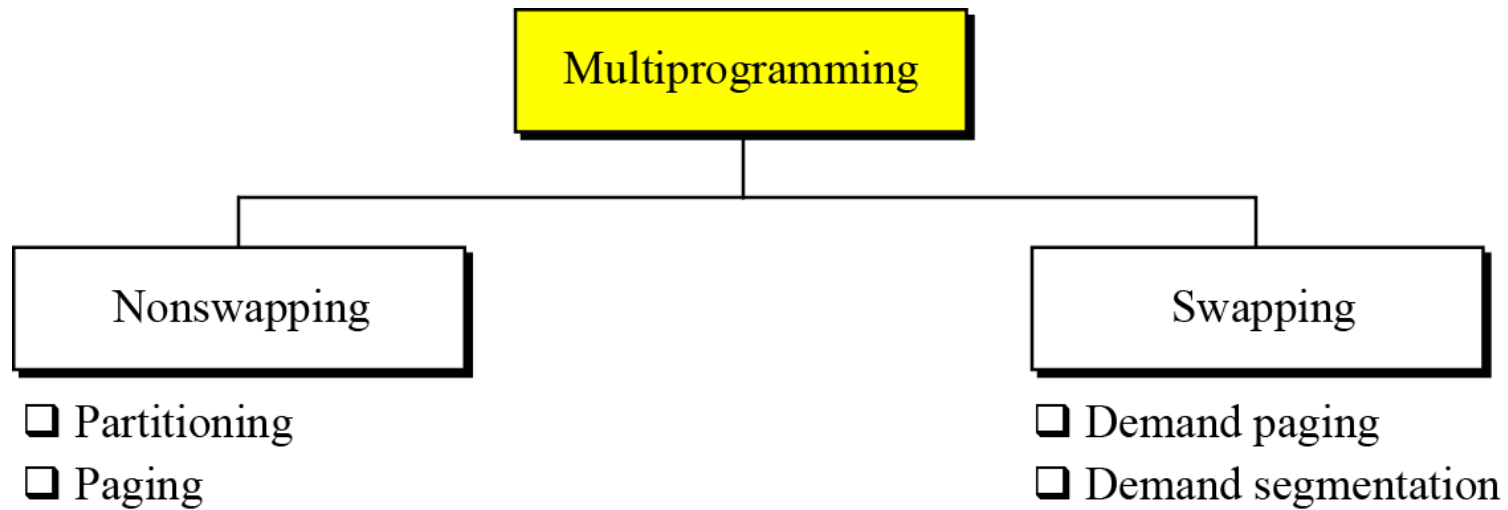 Multiprogramming
Nonswapping
Swapping
Partitioning
Paging
Demand paging
Demand segmentation